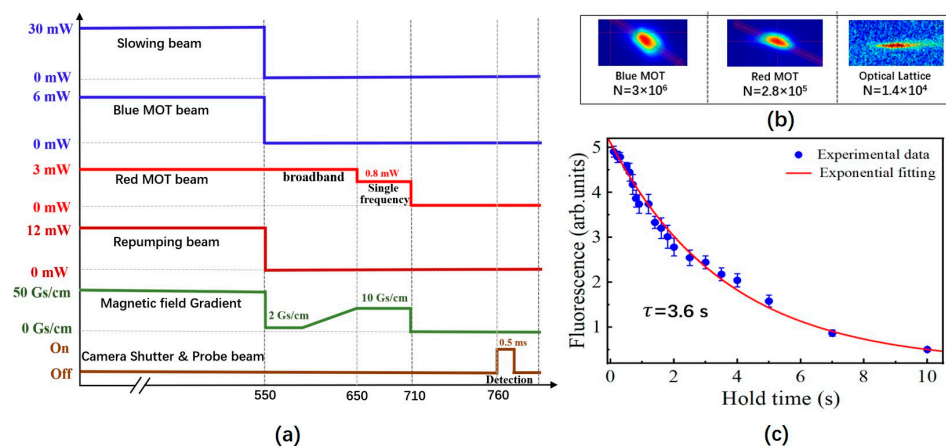 30 mW
Slowing beam
0 mW
6 mW
Blue MOT beam
0 mW
3 mW
Red MOT beam
broadband
0.8 mW
Single
frequency
0 mW
12 mW
Repumping beam
0 mW
50 Gs/cm
Magnetic field Gradient
2 Gs/cm
10 Gs/cm
0 Gs/cm
On
Camera Shutter & Probe beam
0.5 ms
Off
Detection
550
650
710
760
(a)
Blue MOT
N=3×10⁶
Red MOT
N=2.8×10⁵
Optical Lattice
N=1.4×10⁴
(b)
5
4
3
2
1
Fluorescence (arb.units)
Experimental data
Exponential fitting
τ=3.6 s
0
2
4
6
8
10
Hold time (s)
(c)